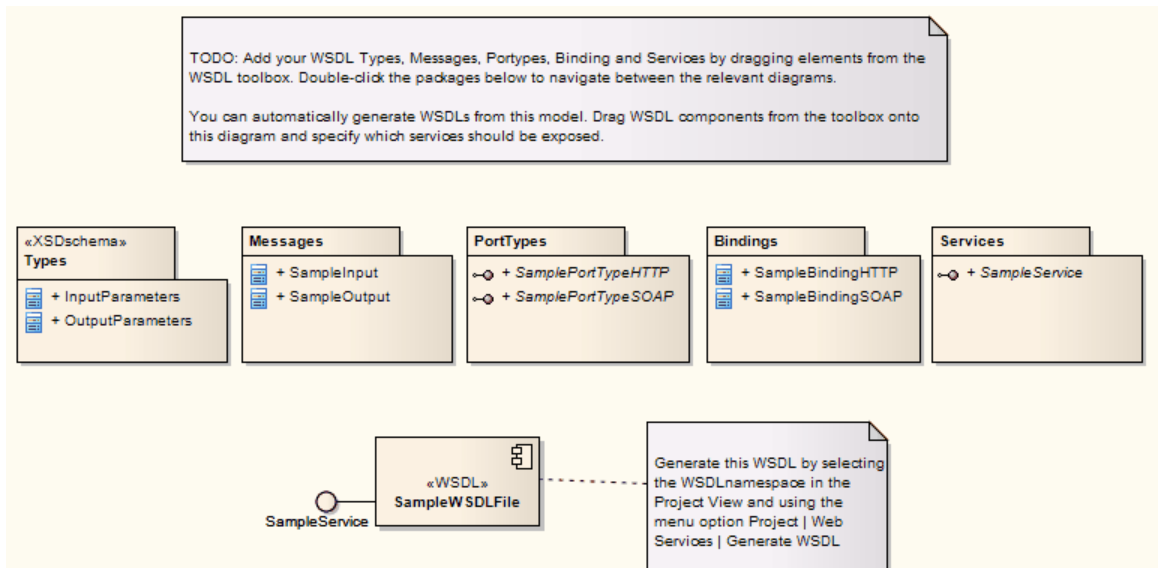 TODO: Add your WSDL Types, Messages, Portypes, Binding and Services by dragging elements from the
WSDL toolbox. Double-click the packages below to navigate between the relevant diagrams.
You can automatically generate WSDLs from this model. Drag WSDL components from the toolbox onto
this diagram and specify which services should be exposed.
«XSDschema»
Types
+ InputParameters
+ OutputParameters
Messages
+ SampleInput
+ SampleOutput
PortTypes
+ SamplePortTypeHTTP
+ SamplePortTypeSOAP
Bindings
+ SampleBindingHTTP
+ SampleBindingSOAP
Services
+ SampleService
«WSDL»
SampleWSDLFile
SampleService
Generate this WSDL by selecting
the WSDLnamespace in the
Project View and using the
menu option Project | Web
Services | Generate WSDL